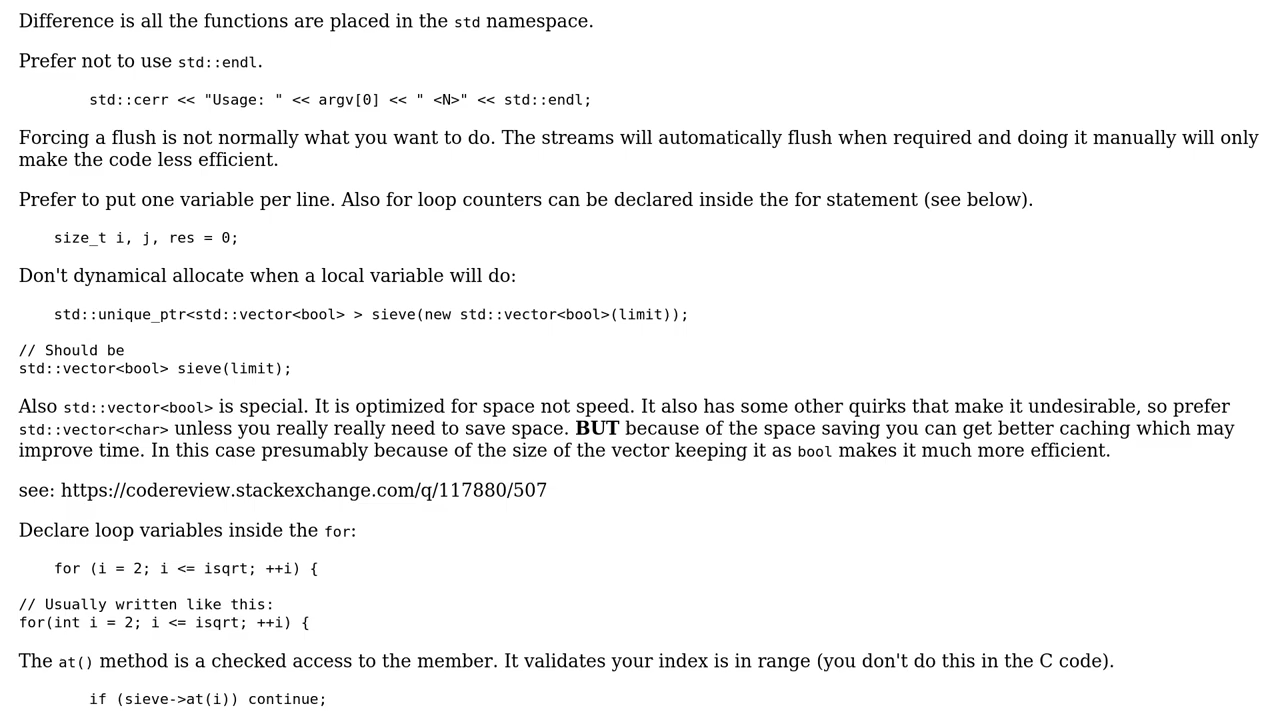 Difference is all the functions are placed in the std namespace.
Prefer not to use std::endl.
std::cerr << "Usage: " << argv[0] << " <N>" << std::endl;
Forcing a flush is not normally what you want to do. The streams will automatically flush when required and doing it manually will only
make the code less efficient.
Prefer to put one variable per line. Also for loop counters can be declared inside the for statement (see below).
size_t i, j, res = 0;
Don't dynamical allocate when a local variable will do:
std::unique_ptr<std::vector<bool> > sieve(new std::vector<bool>(limit));
// Should be
std::vector<bool> sieve(limit);
Also std::vector<bool> is special. It is optimized for space not speed. It also has some other quirks that make it undesirable, so prefer
std::vector<char> unless you really really need to save space. BUT because of the space saving you can get better caching which may
improve time. In this case presumably because of the size of the vector keeping it as bool makes it much more efficient.
see: https://codereview.stackexchange.com/q/117880/507
Declare loop variables inside the for:
for (i = 2; i <= isqrt; ++i) {
// Usually written like this:
for(int i = 2; i <= isqrt; ++i) {
The at() method is a checked access to the member. It validates your index is in range (you don't do this in the C code).
if (sieve->at(i)) continue;